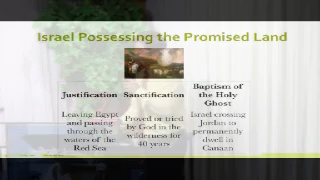 Israel Possessing the Promised Land
Justification
Sanctification
Baptism of
the Holy
Ghost
Leaving Egypt
and passing
through the
waters of the
Red Sea
Proved or tried
by God in the
wilderness for
40 years
Israel crossing
Jordan to
permanently
dwell in
Canaan